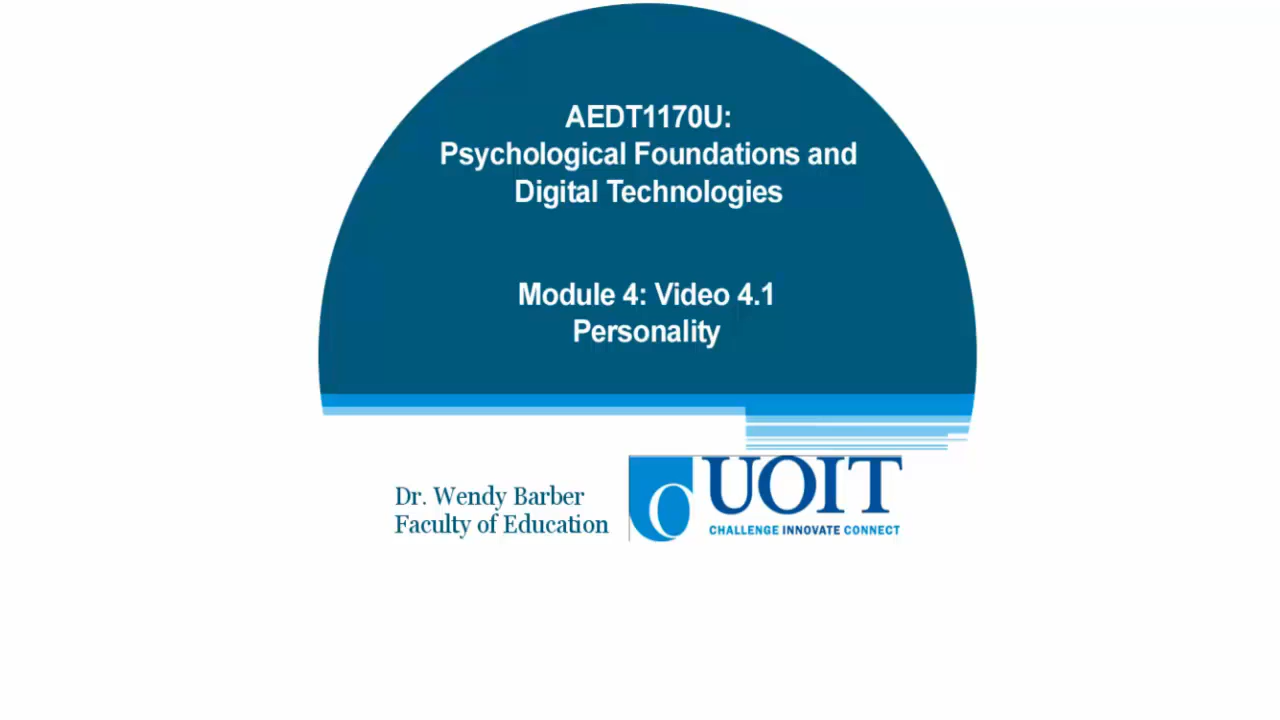 AEDT1170U:
Psychological Foundations and
Digital Technologies
Module 4: Video 4.1
Personality
Dr. Wendy Barber
Faculty of Education
UOIT
CHALLENGE INNOVATE CONNECT